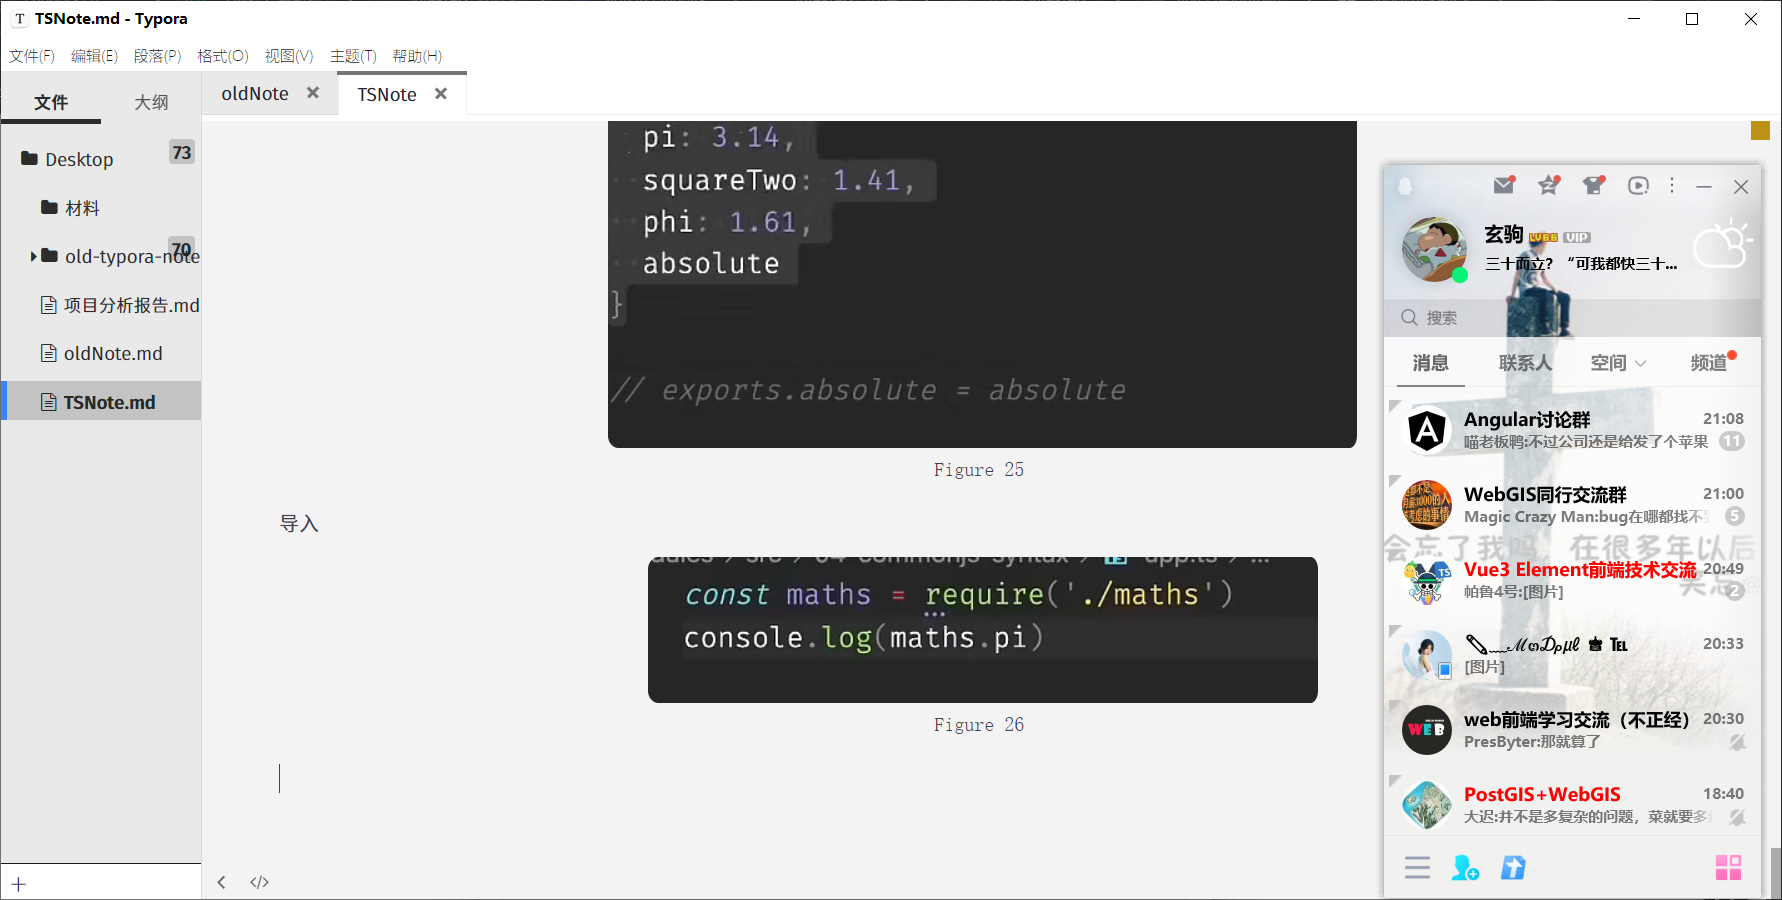 TSNote.md - Typora
文件(F) 编辑(E) 段落(P) 格式(O) 视图(V) 主题(T) 帮助(H)
文件 大纲
oldNote
TSNote
Desktop 73
材料
old-typora-note 70
项目分析报告.md
oldNote.md
TSNote.md
pi: 3.14,
squareTwo: 1.41,
phi: 1.61,
absolute
}
// exports.absolute = absolute
Figure 25
导入
src 04-commonjs-syntax app.ts ...
const maths = require('./maths')
console.log(maths.pi)
Figure 26
</>
玄驹 LV66 VIP
三十而立？“可我都快三十...
搜索
消息 联系人 空间 频道
Angular讨论群 21:08
喵老板鸭:不过公司还是给发了个苹果 11
WebGIS同行交流群 21:00
Magic Crazy Man:bug在哪都找不 5
会忘了我吗，在很多年以后
Vue3 Element前端技术交流 20:49
帕鲁4号:[图片] 2
20:33
[图片]
WEB
web前端学习交流（不正经） 20:30
PresByter:那就算了
PostGIS+WebGIS 18:40
大迟:并不是多复杂的问题，菜就要多